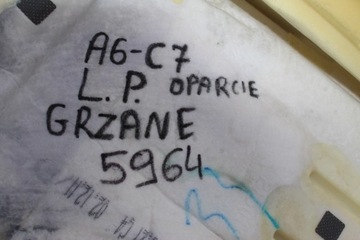 A6-C7
L.P. OPARCIE
GRZANE
5964